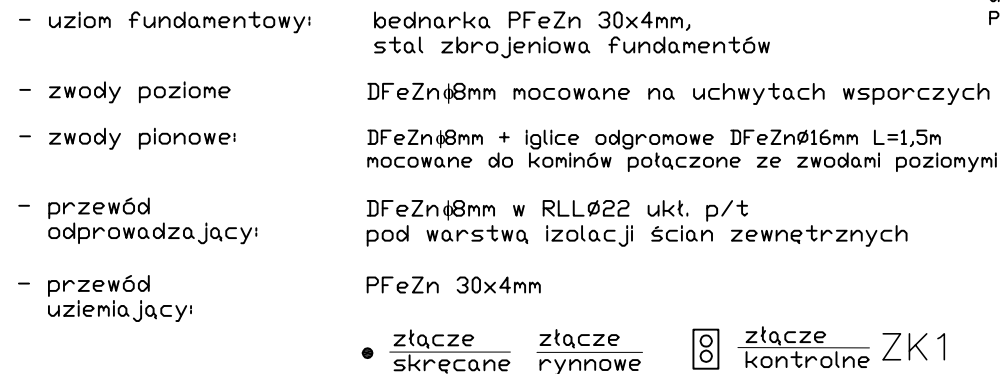 - uziom fundamentowy: bednarka PFeZn 30x4mm,
stal zbrojeniowa fundamentów
- zwody poziome DFeZnϕ8mm mocowane na uchwytach wsporczych
- zwody pionowe: DFeZnϕ8mm + iglice odgromowe DFeZnØ16mm L=1,5m
mocowane do kominów połączone ze zwodami poziomymi
- przewód DFeZnϕ8mm w RLLØ22 ukł. p/t
odprowadzający: pod warstwą izolacji ścian zewnętrznych
- przewód PFeZn 30x4mm
uziemiający:
złącze złącze złącze ZK1
skręcane rynnowe kontrolne